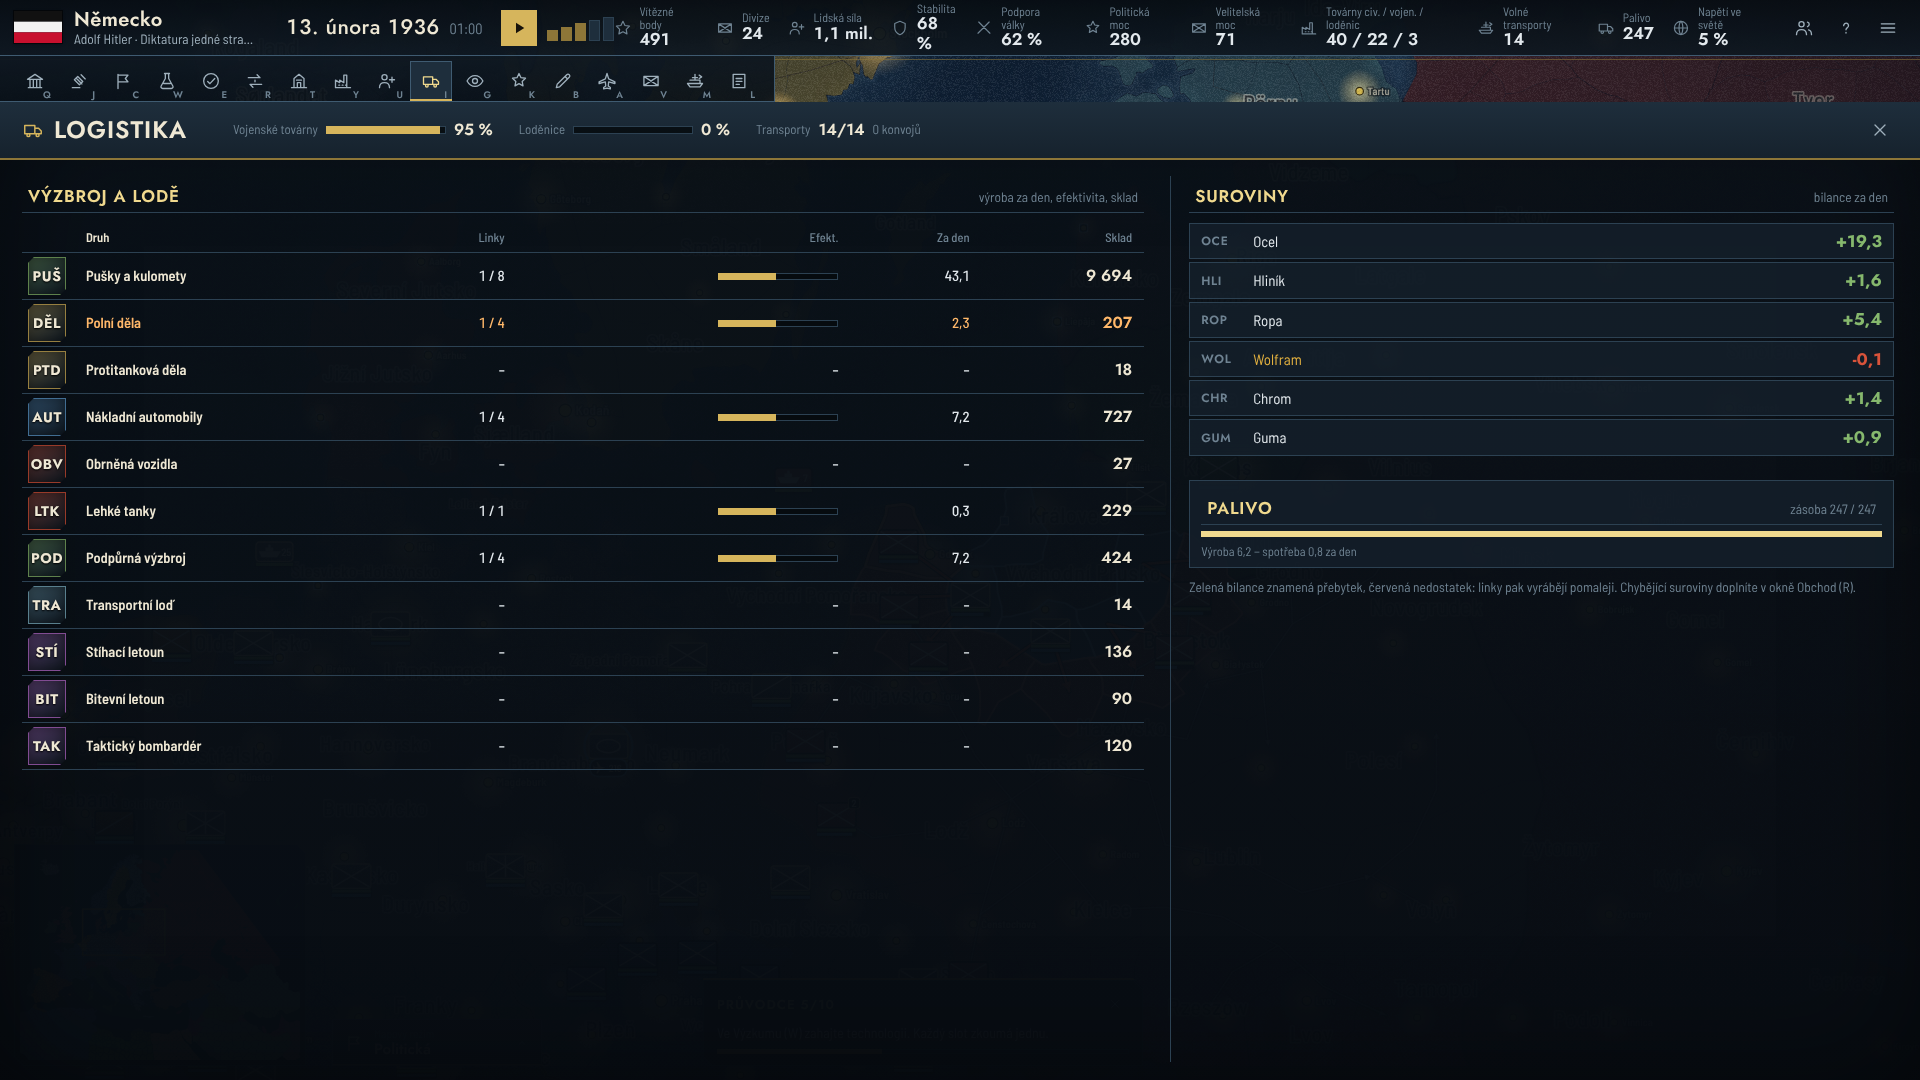 Německo
Adolf Hitler · Diktatura jedné stra...
13. února 1936 01:00
Vítězné body 491
Divize 24
Lidská síla 1,1 mil.
Stabilita 68 %
Podpora války 62 %
Politická moc 280
Velitelská moc 71
Továrny civ. / vojen. / loděnic 40 / 22 / 3
Volné transporty 14
Palivo 247
Napětí ve světě 5 %
?
Q J C W E R T Y U I G K B A V M L
Tartu
LOGISTIKA
Vojenské továrny 95 %
Loděnice 0 %
Transporty 14/14 0 konvojů
VÝZBROJ A LODĚ
výroba za den, efektivita, sklad
Druh Linky Efekt. Za den Sklad
PUŠ Pušky a kulomety 1 / 8 43,1 9 694
DĚL Polní děla 1 / 4 2,3 207
PTD Protitanková děla – – – 18
AUT Nákladní automobily 1 / 4 7,2 727
OBV Obrněná vozidla – – – 27
LTK Lehké tanky 1 / 1 0,3 229
POD Podpůrná výzbroj 1 / 4 7,2 424
TRA Transportní loď – – – 14
STÍ Stíhací letoun – – – 136
BIT Bitevní letoun – – – 90
TAK Taktický bombardér – – – 120
SUROVINY
bilance za den
OCE Ocel +19,3
HLI Hliník +1,6
ROP Ropa +5,4
WOL Wolfram -0,1
CHR Chrom +1,4
GUM Guma +0,9
PALIVO
zásoba 247 / 247
Výroba 6,2 − spotřeba 0,8 za den
Zelená bilance znamená přebytek, červená nedostatek: linky pak vyrábějí pomaleji. Chybějící suroviny doplníte v okně Obchod (R).